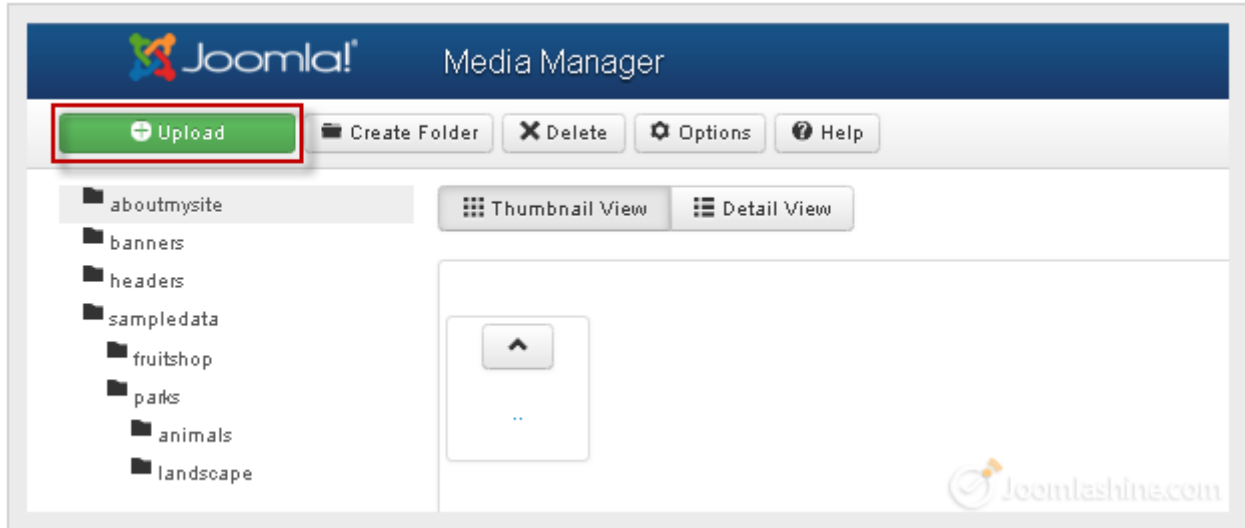 Joomla! Media Manager
Upload Create Folder Delete Options Help
aboutmysite
banners
headers
sampledata
fruitshop
parks
animals
landscape
Thumbnail View Detail View
..
Joomlashine.com